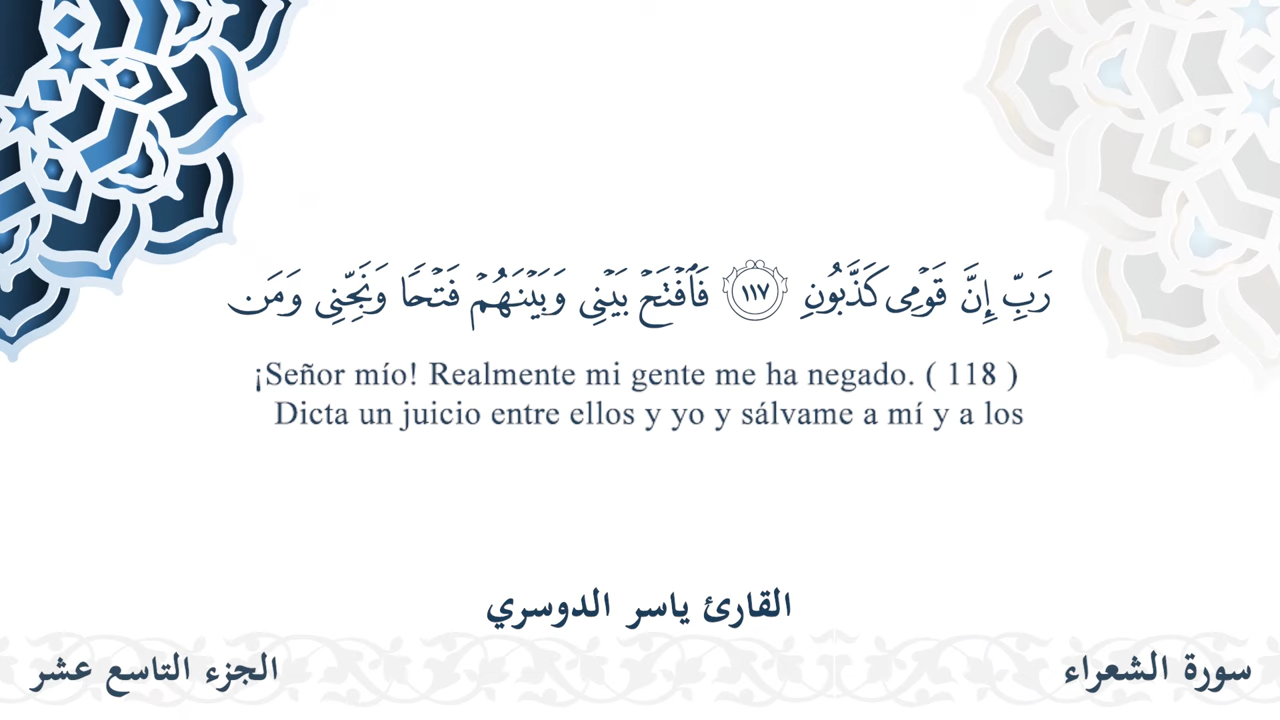 رَبِّ إِنَّ قَوْمِى كَذَّبُونِ ١١٧ فَٱفْتَحْ بَيْنِى وَبَيْنَهُمْ فَتْحًا وَنَجِّنِى وَمَن
¡Señor mío! Realmente mi gente me ha negado. ( 118 )
Dicta un juicio entre ellos y yo y sálvame a mí y a los
القارئ ياسر الدوسري
سورة الشعراء
الجزء التاسع عشر